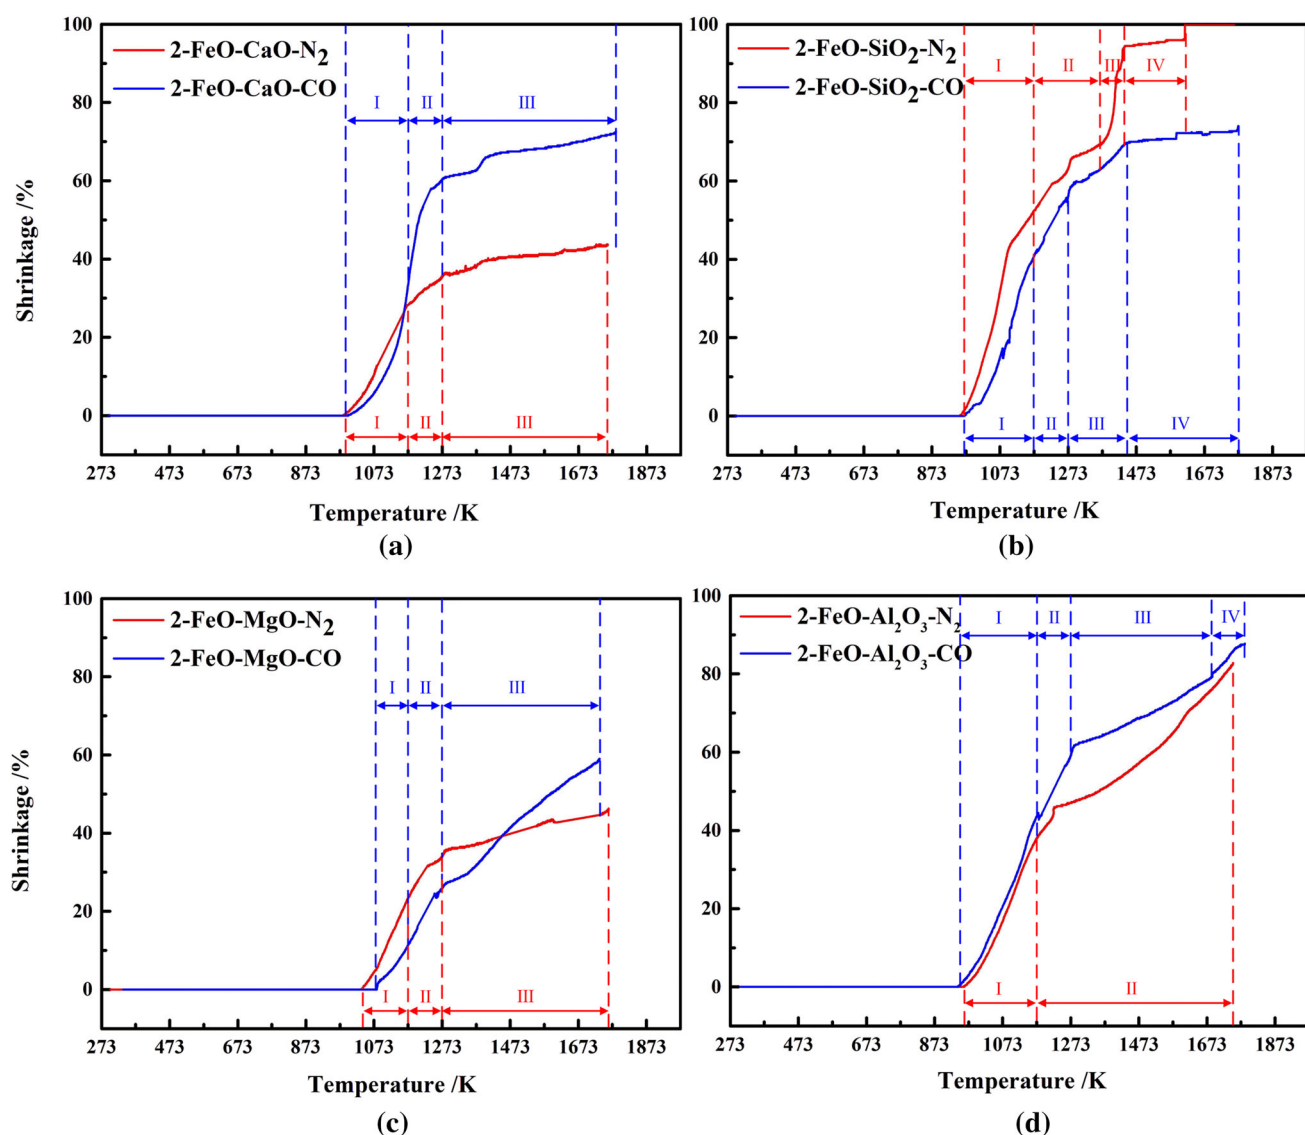 100
2-FeO-CaO-N2
2-FeO-CaO-CO
80
I II III
60
40
20
0
I II III
Shrinkage /%
273 473 673 873 1073 1273 1473 1673 1873
Temperature /K
(a)
100
2-FeO-SiO2-N2
2-FeO-SiO2-CO
I II III IV
80
60
40
20
0
I II III IV
273 473 673 873 1073 1273 1473 1673 1873
Temperature /K
(b)
100
2-FeO-MgO-N2
2-FeO-MgO-CO
80
I II III
60
40
20
0
I II III
Shrinkage /%
273 473 673 873 1073 1273 1473 1673 1873
Temperature /K
(c)
100
2-FeO-Al2O3-N2
2-FeO-Al2O3-CO
I II III IV
80
60
40
20
0
I II
273 473 673 873 1073 1273 1473 1673 1873
Temperature /K
(d)